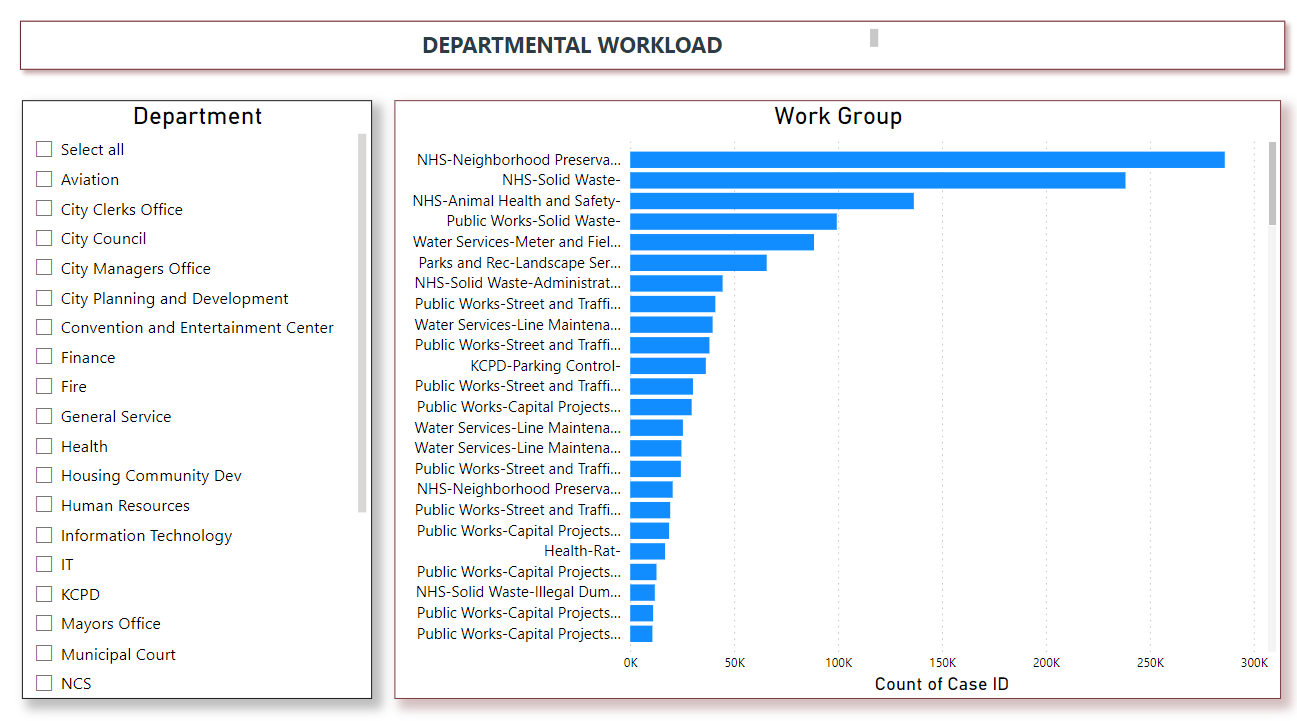 DEPARTMENTAL WORKLOAD
Department
Select all
Aviation
City Clerks Office
City Council
City Managers Office
City Planning and Development
Convention and Entertainment Center
Finance
Fire
General Service
Health
Housing Community Dev
Human Resources
Information Technology
IT
KCPD
Mayors Office
Municipal Court
NCS
Work Group
NHS-Neighborhood Preserva...
NHS-Solid Waste-
NHS-Animal Health and Safety-
Public Works-Solid Waste-
Water Services-Meter and Fiel...
Parks and Rec-Landscape Ser...
NHS-Solid Waste-Administrat...
Public Works-Street and Traffi...
Water Services-Line Maintena...
Public Works-Street and Traffi...
KCPD-Parking Control-
Public Works-Street and Traffi...
Public Works-Capital Projects...
Water Services-Line Maintena...
Water Services-Line Maintena...
Public Works-Street and Traffi...
NHS-Neighborhood Preserva...
Public Works-Street and Traffi...
Public Works-Capital Projects...
Health-Rat-
Public Works-Capital Projects...
NHS-Solid Waste-Illegal Dum...
Public Works-Capital Projects...
Public Works-Capital Projects...
0K 50K 100K 150K 200K 250K 300K
Count of Case ID